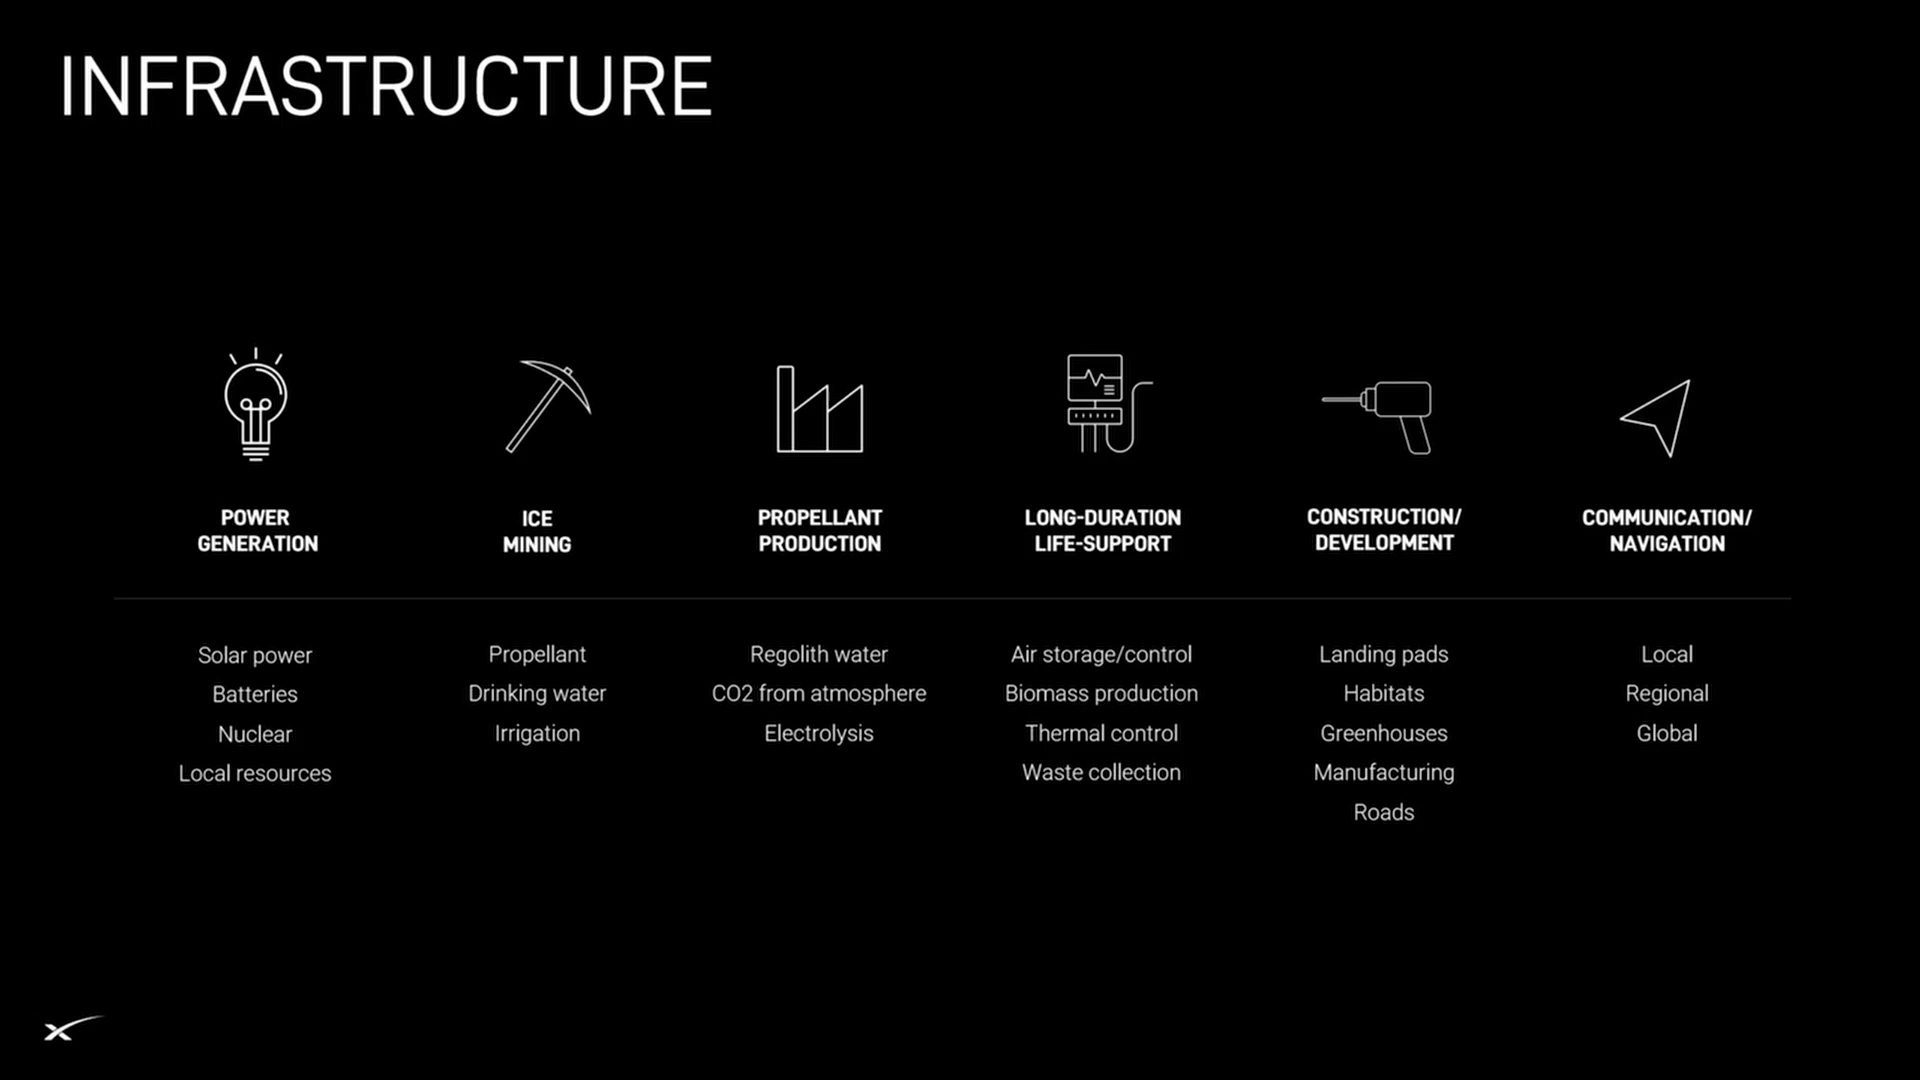 INFRASTRUCTURE
POWER
GENERATION
Solar power
Batteries
Nuclear
Local resources
ICE
MINING
Propellant
Drinking water
Irrigation
PROPELLANT
PRODUCTION
Regolith water
CO2 from atmosphere
Electrolysis
LONG-DURATION
LIFE-SUPPORT
Air storage/control
Biomass production
Thermal control
Waste collection
CONSTRUCTION/
DEVELOPMENT
Landing pads
Habitats
Greenhouses
Manufacturing
Roads
COMMUNICATION/
NAVIGATION
Local
Regional
Global